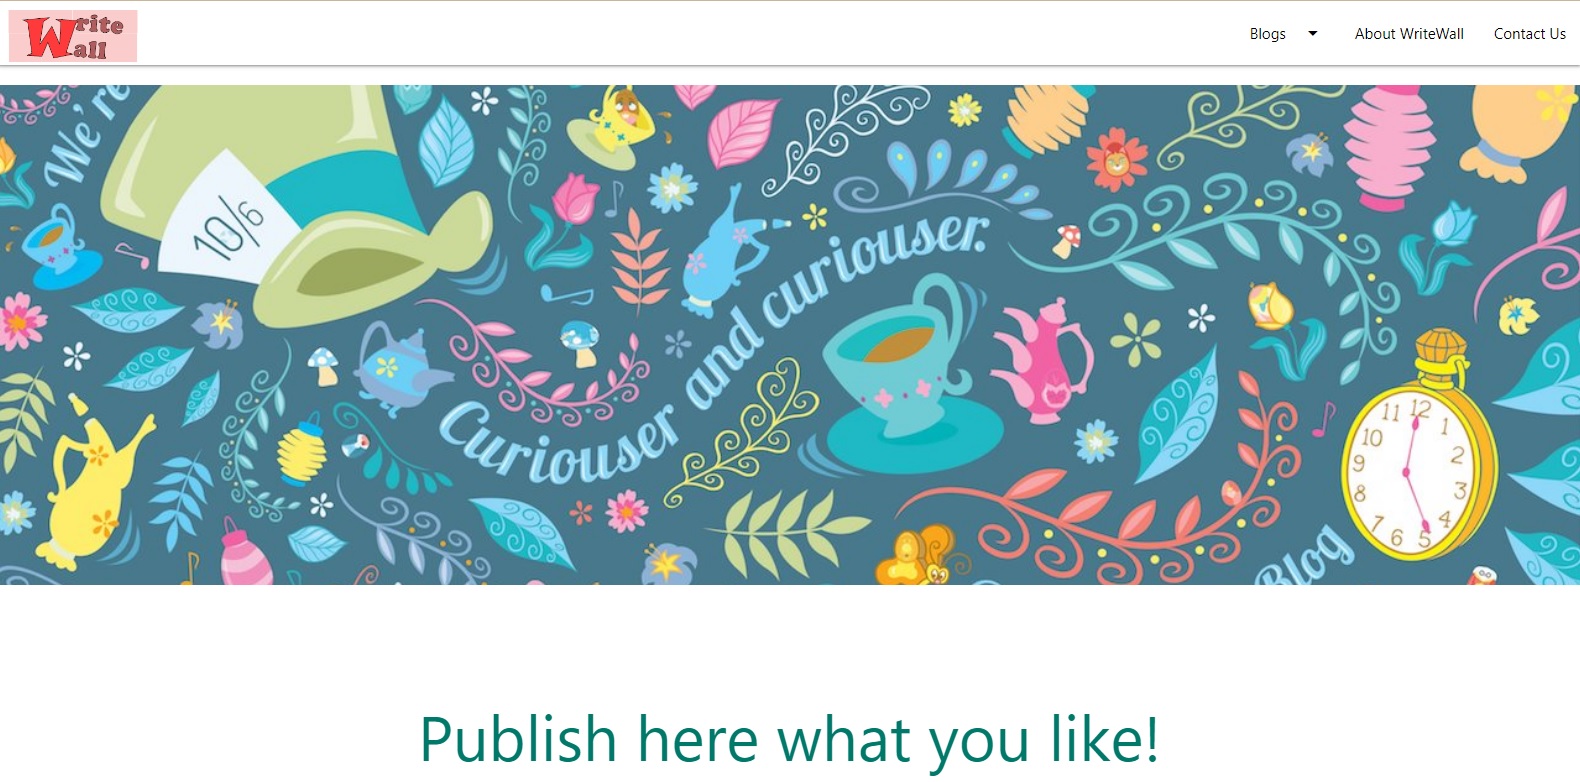 Write
Wall
Blogs
About WriteWall
Contact Us
We're
10/6
Curiouser and curiouser.
12
1
2
3
4
5
6
7
8
9
10
11
Blog
Publish here what you like!